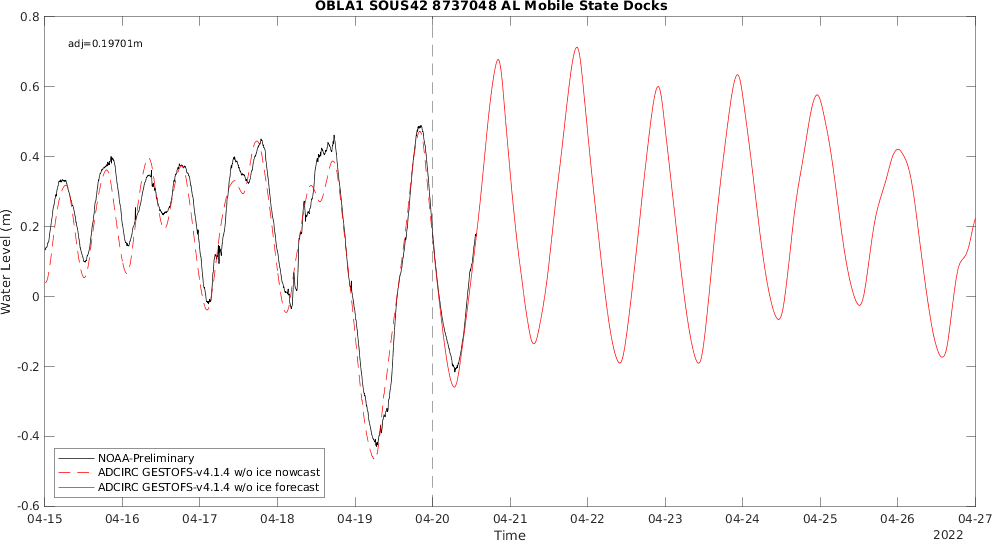 OBLA1 SOUS42 8737048 AL Mobile State Docks
adj=0.19701m
0.8
0.6
0.4
0.2
0
-0.2
-0.4
-0.6
Water Level (m)
NOAA-Preliminary
ADCIRC GESTOFS-v4.1.4 w/o ice nowcast
ADCIRC GESTOFS-v4.1.4 w/o ice forecast
04-15 04-16 04-17 04-18 04-19 04-20 04-21 04-22 04-23 04-24 04-25 04-26 04-27
Time
2022